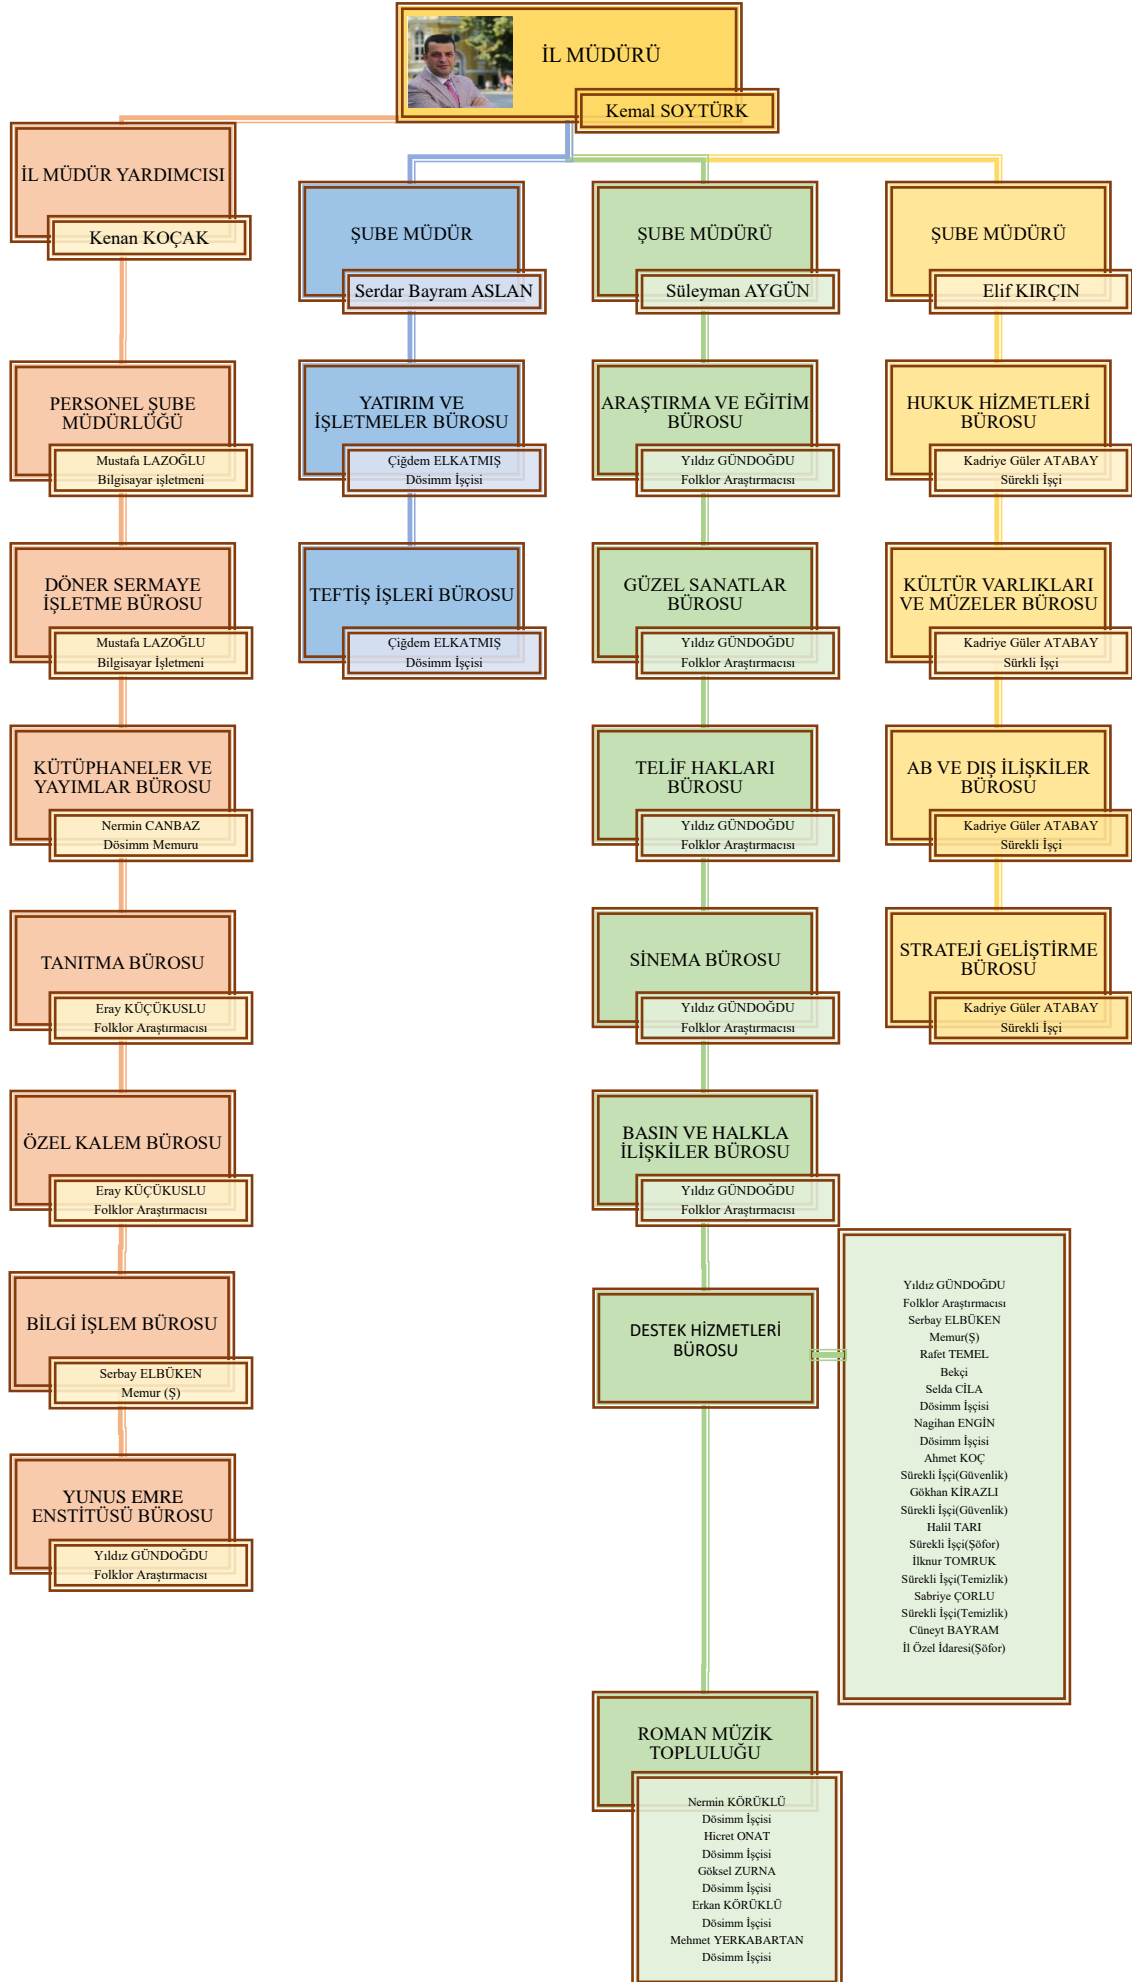 İL MÜDÜRÜ
Kemal SOYTÜRK
İL MÜDÜR YARDIMCISI
Kenan KOÇAK
PERSONEL ŞUBE
MÜDÜRLÜĞÜ
Mustafa LAZOĞLU
Bilgisayar işletmeni
DÖNER SERMAYE
İŞLETME BÜROSU
Mustafa LAZOĞLU
Bilgisayar İşletmeni
KÜTÜPHANELER VE
YAYIMLAR BÜROSU
Nermin CANBAZ
Dösimm Memuru
TANITMA BÜROSU
Eray KÜÇÜKUSLU
Folklor Araştırmacısı
ÖZEL KALEM BÜROSU
Eray KÜÇÜKUSLU
Folklor Araştırmacısı
BİLGİ İŞLEM BÜROSU
Serbay ELBÜKEN
Memur (Ş)
YUNUS EMRE
ENSTİTÜSÜ BÜROSU
Yıldız GÜNDOĞDU
Folklor Araştırmacısı
ŞUBE MÜDÜR
Serdar Bayram ASLAN
YATIRIM VE
İŞLETMELER BÜROSU
Çiğdem ELKATMIŞ
Dösimm İşçisi
TEFTİŞ İŞLERİ BÜROSU
Çiğdem ELKATMIŞ
Dösimm İşçisi
ŞUBE MÜDÜRÜ
Süleyman AYGÜN
ARAŞTIRMA VE EĞİTİM
BÜROSU
Yıldız GÜNDOĞDU
Folklor Araştırmacısı
GÜZEL SANATLAR
BÜROSU
Yıldız GÜNDOĞDU
Folklor Araştırmacısı
TELİF HAKLARI
BÜROSU
Yıldız GÜNDOĞDU
Folklor Araştırmacısı
SİNEMA BÜROSU
Yıldız GÜNDOĞDU
Folklor Araştırmacısı
BASIN VE HALKLA
İLİŞKİLER BÜROSU
Yıldız GÜNDOĞDU
Folklor Araştırmacısı
DESTEK HİZMETLERİ
BÜROSU
Yıldız GÜNDOĞDU
Folklor Araştırmacısı
Serbay ELBÜKEN
Memur(Ş)
Rafet TEMEL
Bekçi
Selda CİLA
Dösimm İşçisi
Nagihan ENGİN
Dösimm İşçisi
Ahmet KOÇ
Sürekli İşçi(Güvenlik)
Gökhan KİRAZLI
Sürekli İşçi(Güvenlik)
Halil TARI
Sürekli İşçi(Şöfor)
İlknur TOMRUK
Sürekli İşçi(Temizlik)
Sabriye ÇORLU
Sürekli İşçi(Temizlik)
Cüneyt BAYRAM
İl Özel İdaresi(Şöfor)
ROMAN MÜZİK
TOPLULUĞU
Nermin KÖRÜKLÜ
Dösimm İşçisi
Hicret ONAT
Dösimm İşçisi
Göksel ZURNA
Dösimm İşçisi
Erkan KÖRÜKLÜ
Dösimm İşçisi
Mehmet YERKABARTAN
Dösimm İşçisi
ŞUBE MÜDÜRÜ
Elif KIRÇIN
HUKUK HİZMETLERİ
BÜROSU
Kadriye Güler ATABAY
Sürekli İşçi
KÜLTÜR VARLIKLARI
VE MÜZELER BÜROSU
Kadriye Güler ATABAY
Sürkli İşçi
AB VE DIŞ İLİŞKİLER
BÜROSU
Kadriye Güler ATABAY
Sürekli İşçi
STRATEJİ GELİŞTİRME
BÜROSU
Kadriye Güler ATABAY
Sürekli İşçi